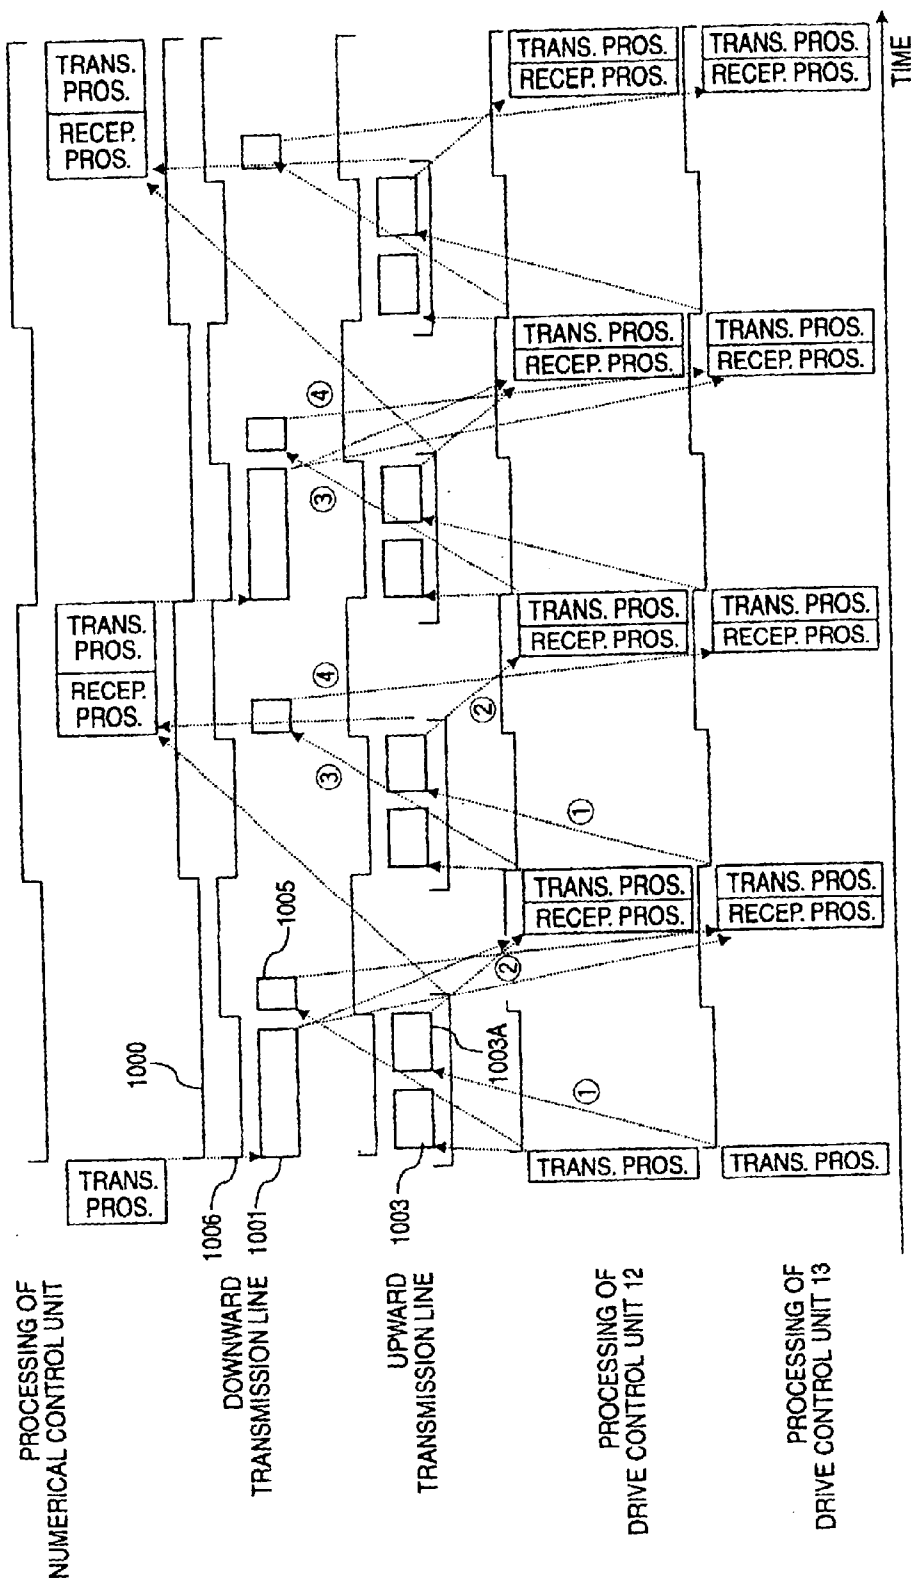 PROCESSING OF
NUMERICAL CONTROL UNIT
TRANS.
PROS.
TRANS.
PROS.
RECEP.
PROS.
TRANS.
PROS.
RECEP.
PROS.
1000
1006
1001
1005
DOWNWARD
TRANSMISSION LINE
③
④
③
④
UPWARD
TRANSMISSION LINE
1003
1003A
②
②
①
①
PROCESSING OF
DRIVE CONTROL UNIT 12
TRANS. PROS.
TRANS. PROS.
RECEP. PROS.
TRANS. PROS.
RECEP. PROS.
TRANS. PROS.
RECEP. PROS.
TRANS. PROS.
RECEP. PROS.
PROCESSING OF
DRIVE CONTROL UNIT 13
TRANS. PROS.
TRANS. PROS.
RECEP. PROS.
TRANS. PROS.
RECEP. PROS.
TRANS. PROS.
RECEP. PROS.
TRANS. PROS.
RECEP. PROS.
TIME